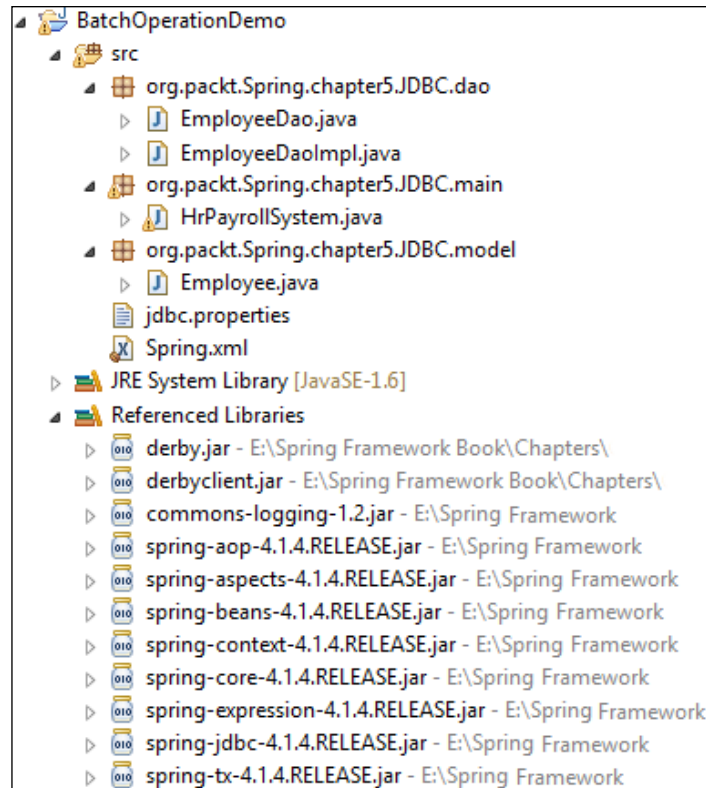 BatchOperationDemo
src
org.packt.Spring.chapter5.JDBC.dao
EmployeeDao.java
EmployeeDaoImpl.java
org.packt.Spring.chapter5.JDBC.main
HrPayrollSystem.java
org.packt.Spring.chapter5.JDBC.model
Employee.java
jdbc.properties
Spring.xml
JRE System Library [JavaSE-1.6]
Referenced Libraries
derby.jar - E:\Spring Framework Book\Chapters\
derbyclient.jar - E:\Spring Framework Book\Chapters\
commons-logging-1.2.jar - E:\Spring Framework
spring-aop-4.1.4.RELEASE.jar - E:\Spring Framework
spring-aspects-4.1.4.RELEASE.jar - E:\Spring Framework
spring-beans-4.1.4.RELEASE.jar - E:\Spring Framework
spring-context-4.1.4.RELEASE.jar - E:\Spring Framework
spring-core-4.1.4.RELEASE.jar - E:\Spring Framework
spring-expression-4.1.4.RELEASE.jar - E:\Spring Framework
spring-jdbc-4.1.4.RELEASE.jar - E:\Spring Framework
spring-tx-4.1.4.RELEASE.jar - E:\Spring Framework